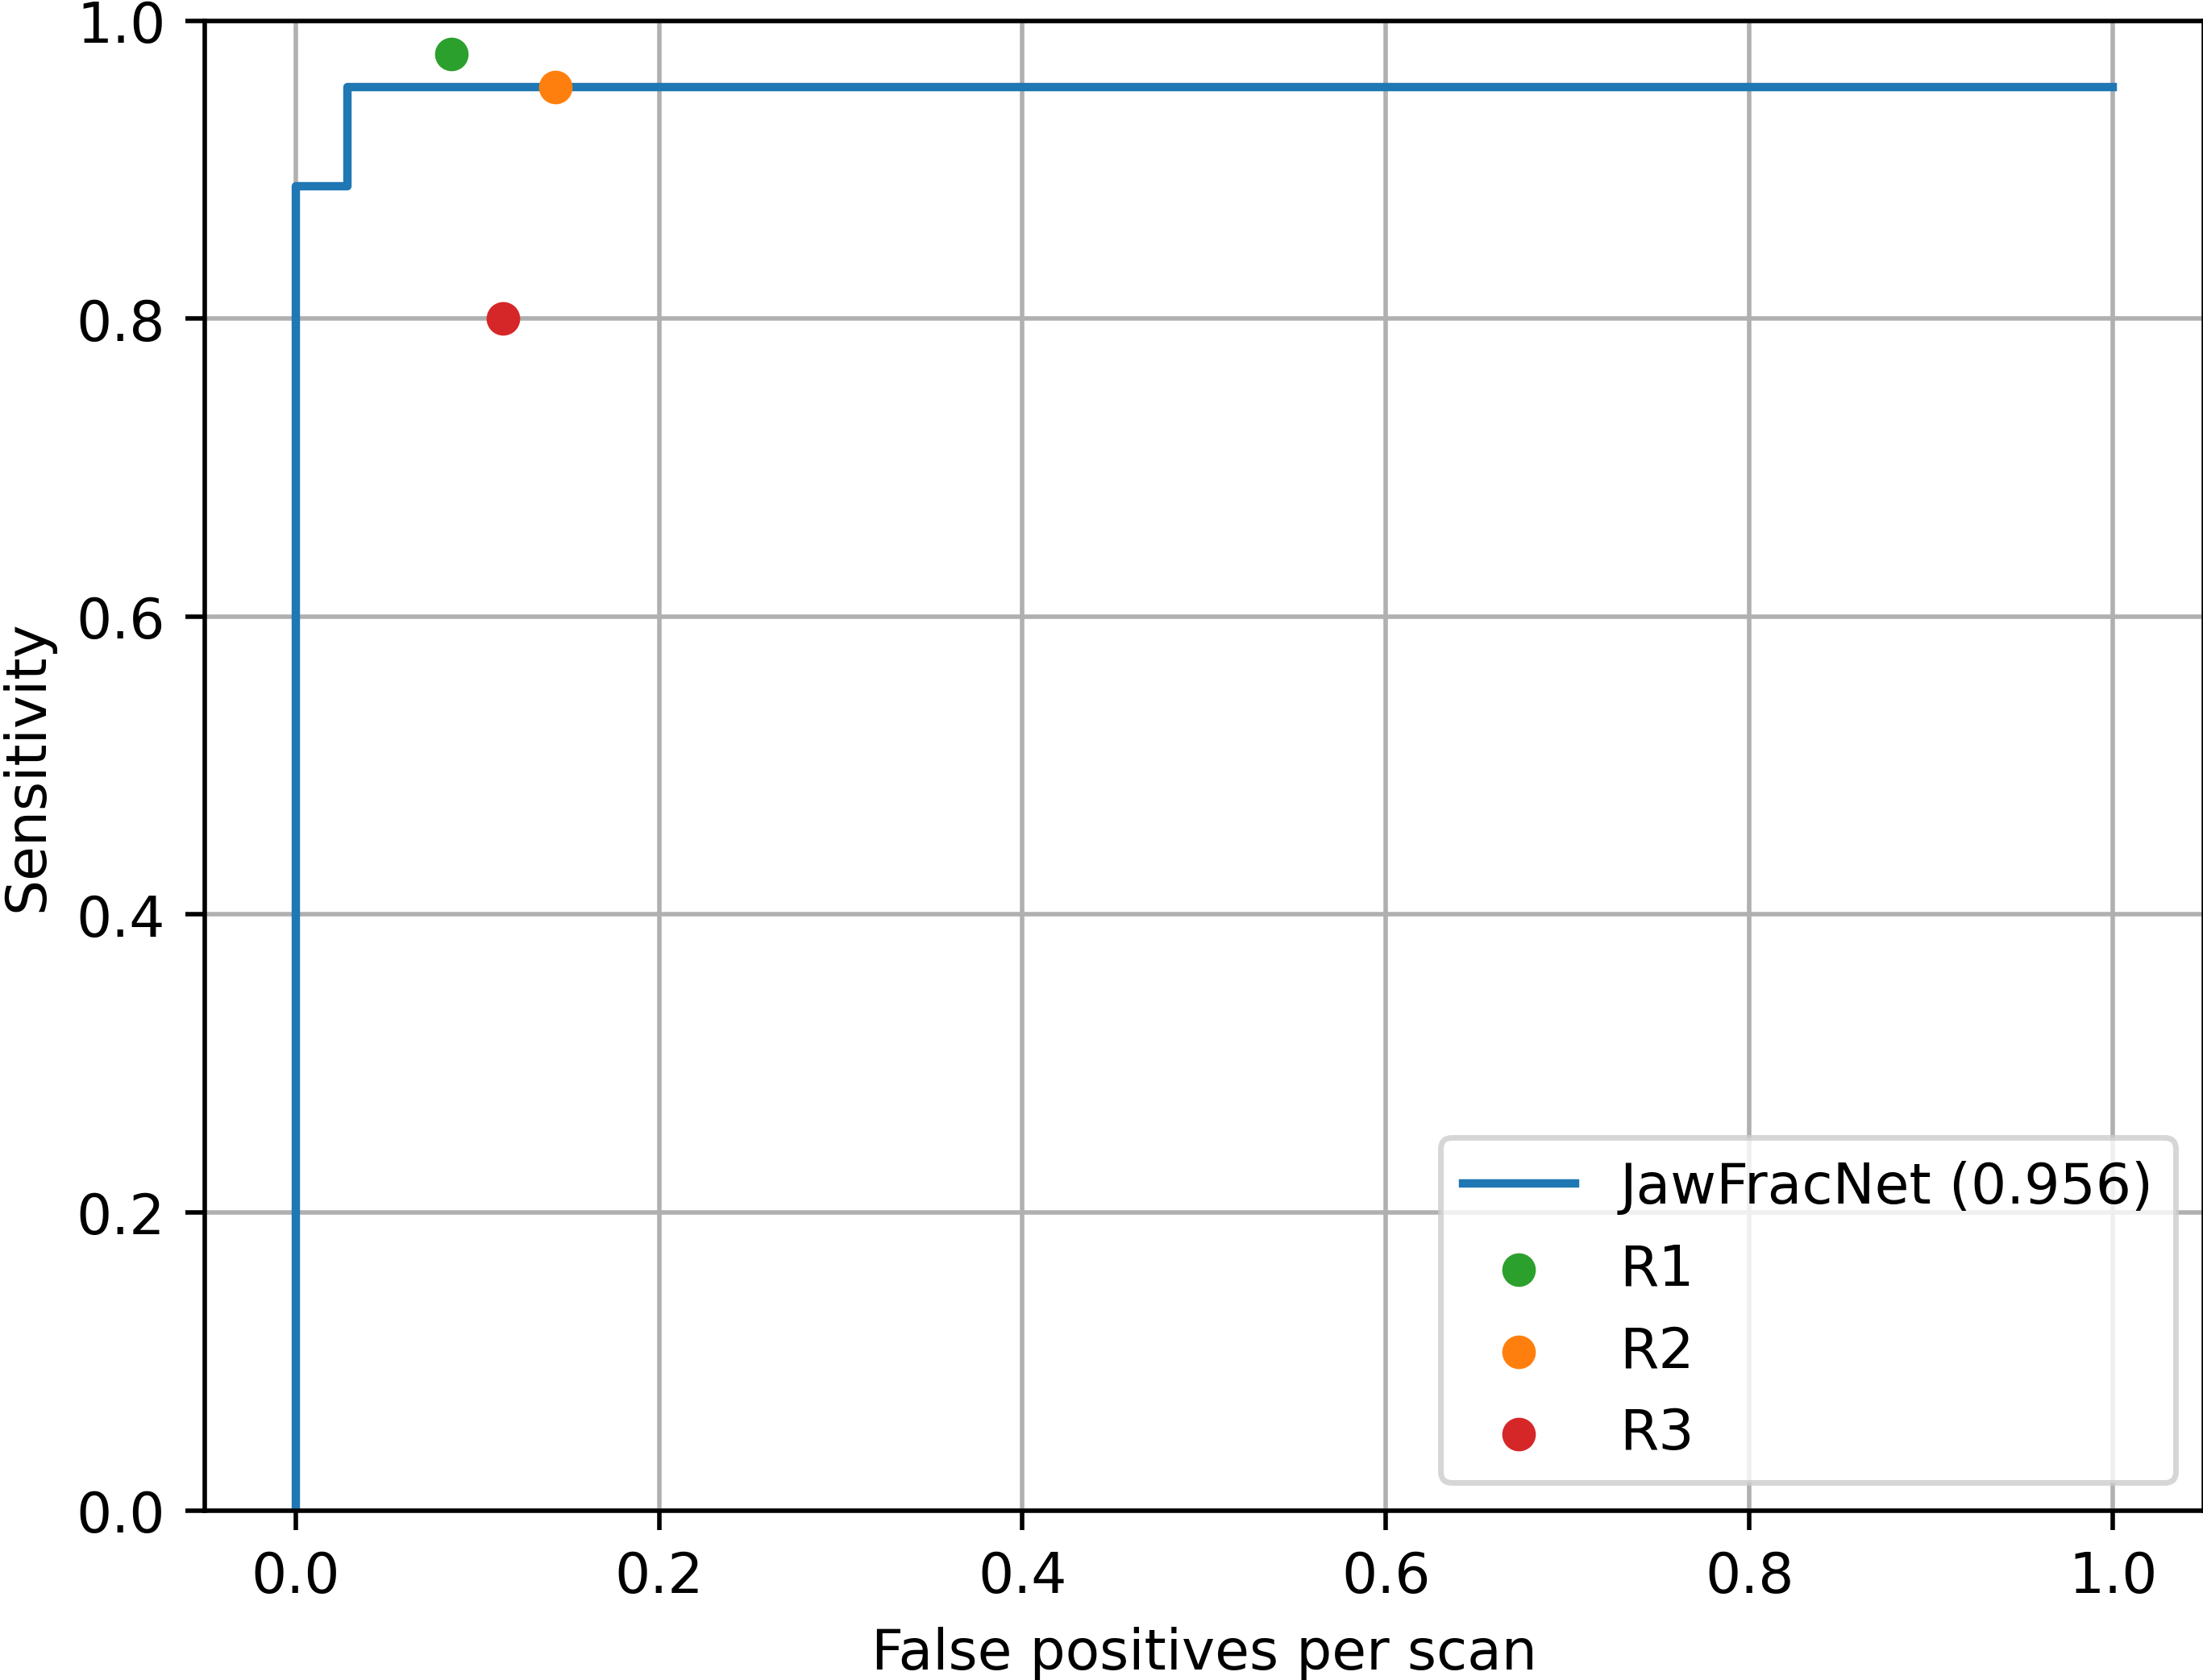 1.0
0.8
0.6
0.4
0.2
0.0
Sensitivity
0.0 0.2 0.4 0.6 0.8 1.0
False positives per scan
JawFracNet (0.956)
R1
R2
R3